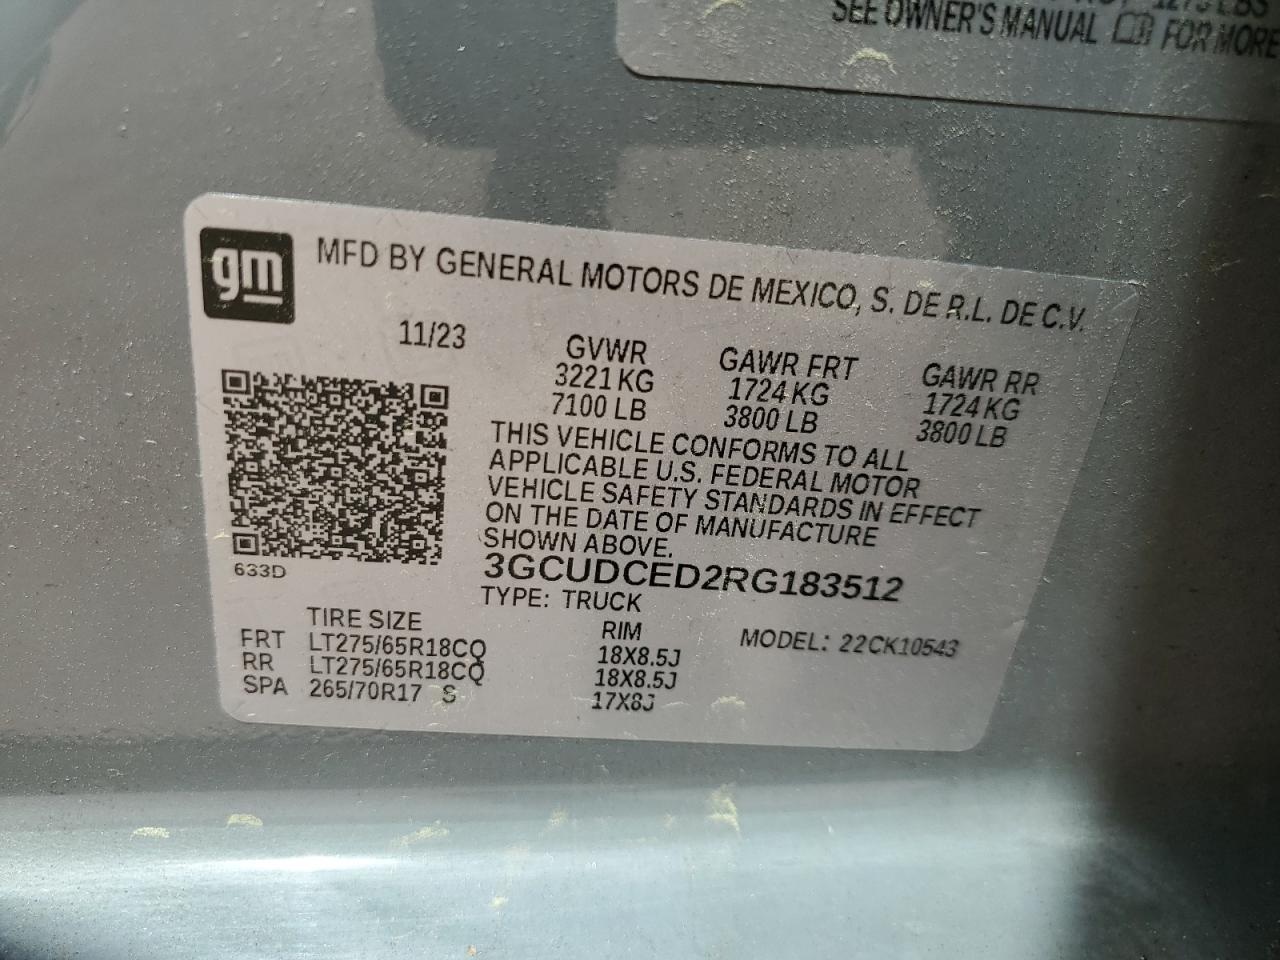 SEE OWNER'S MANUAL FOR MORE
gm
MFD BY GENERAL MOTORS DE MEXICO, S. DE R.L. DE C.V.
11/23
GVWR GAWR FRT GAWR RR
3221 KG 1724 KG 1724 KG
7100 LB 3800 LB 3800 LB
THIS VEHICLE CONFORMS TO ALL
APPLICABLE U.S. FEDERAL MOTOR
VEHICLE SAFETY STANDARDS IN EFFECT
ON THE DATE OF MANUFACTURE
SHOWN ABOVE.
3GCUDCED2RG183512
633D
TYPE: TRUCK
TIRE SIZE RIM MODEL: 22CK10543
FRT LT275/65R18CQ 18X8.5J
RR LT275/65R18CQ 18X8.5J
SPA 265/70R17 S 17X8J